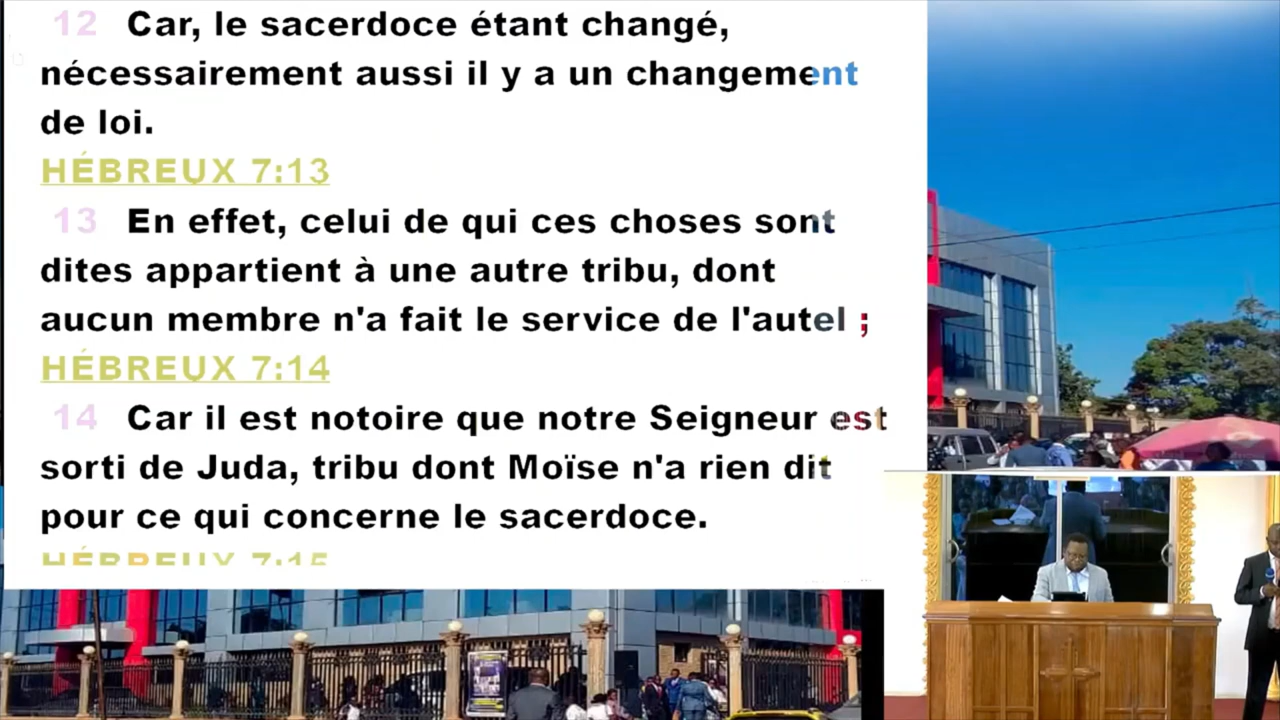 12 Car, le sacerdoce étant changé,
nécessairement aussi il y a un changement
de loi.
HÉBREUX 7:13
13 En effet, celui de qui ces choses sont
dites appartient à une autre tribu, dont
aucun membre n'a fait le service de l'autel ;
HÉBREUX 7:14
14 Car il est notoire que notre Seigneur est
sorti de Juda, tribu dont Moïse n'a rien dit
pour ce qui concerne le sacerdoce.
HÉBREUX 7:15